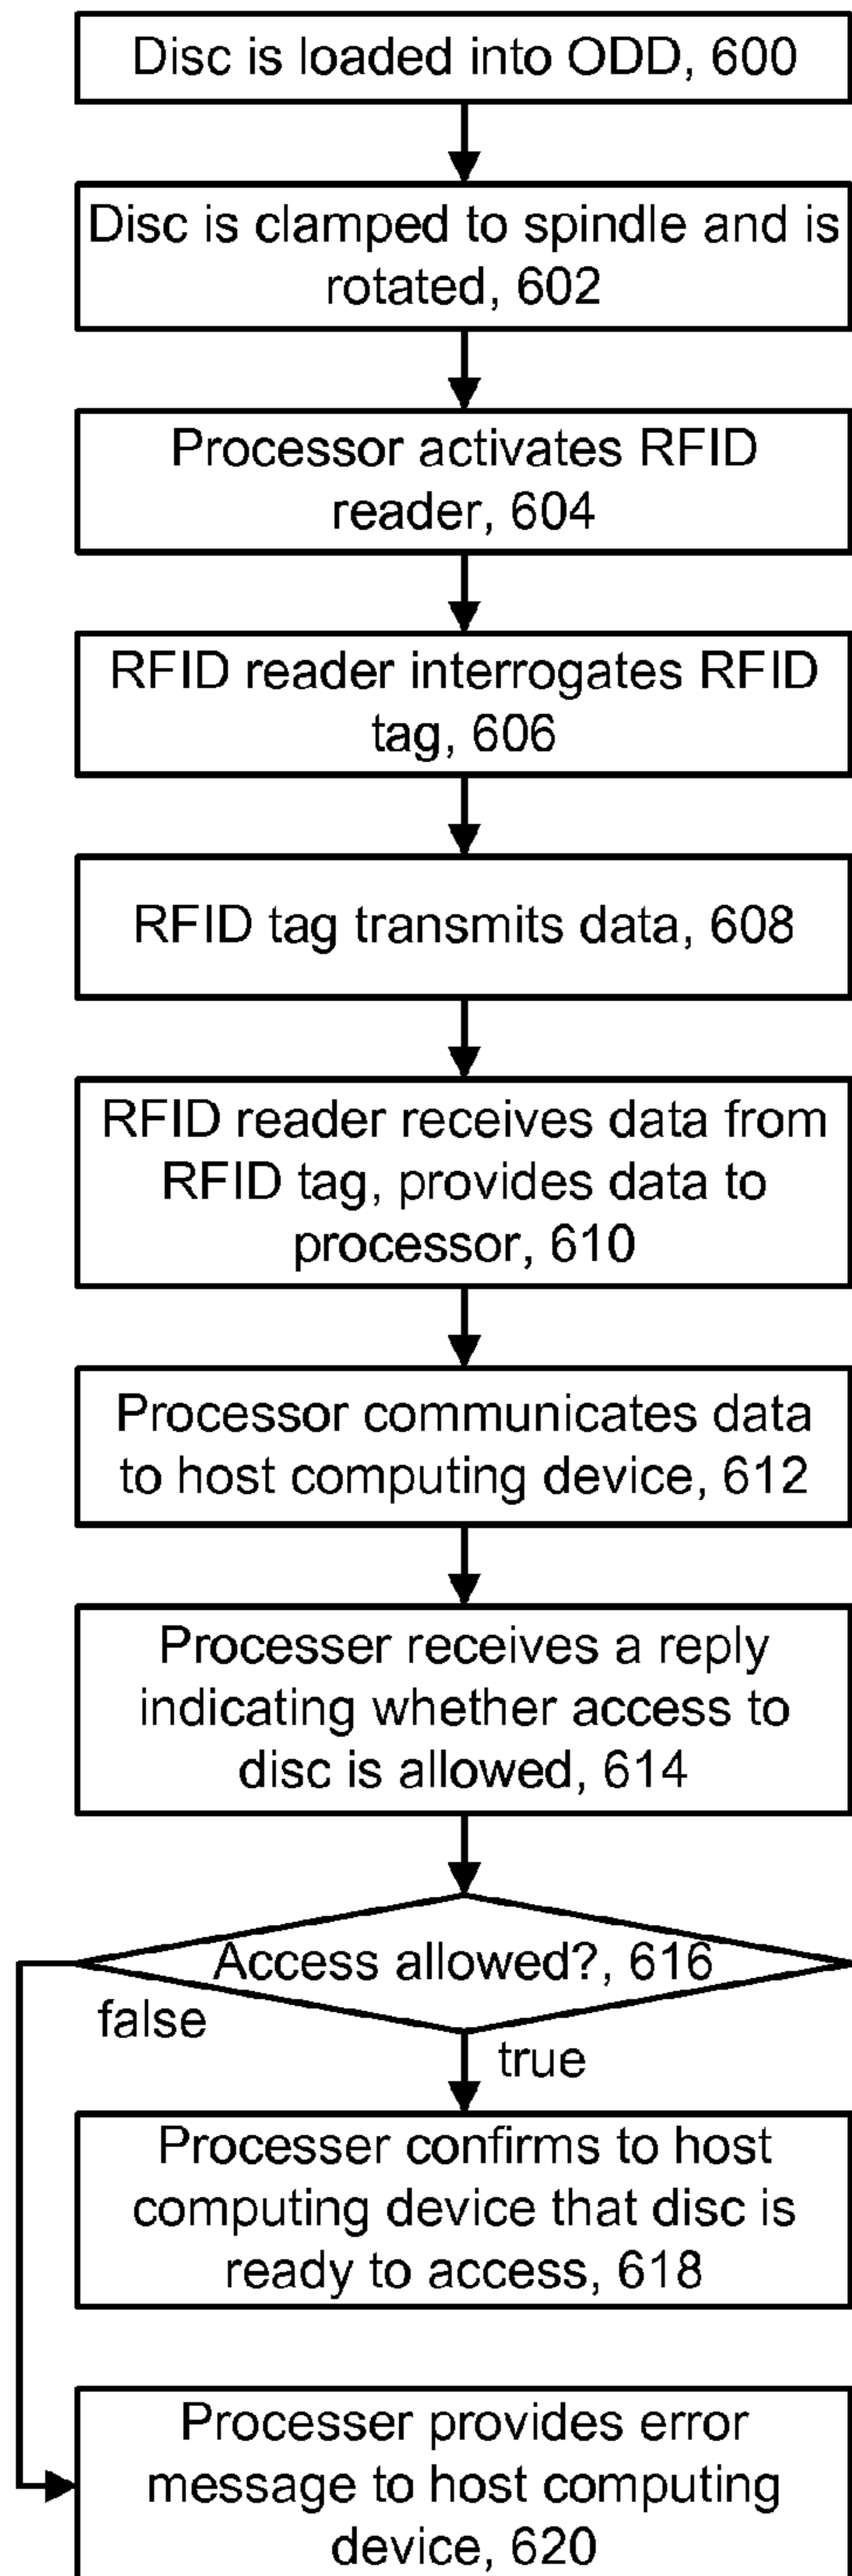 Disc is loaded into ODD, 600
Disc is clamped to spindle and is
rotated, 602
Processor activates RFID
reader, 604
RFID reader interrogates RFID
tag, 606
RFID tag transmits data, 608
RFID reader receives data from
RFID tag, provides data to
processor, 610
Processor communicates data
to host computing device, 612
Processer receives a reply
indicating whether access to
disc is allowed, 614
Access allowed?, 616
false
true
Processer confirms to host
computing device that disc is
ready to access, 618
Processer provides error
message to host computing
device, 620